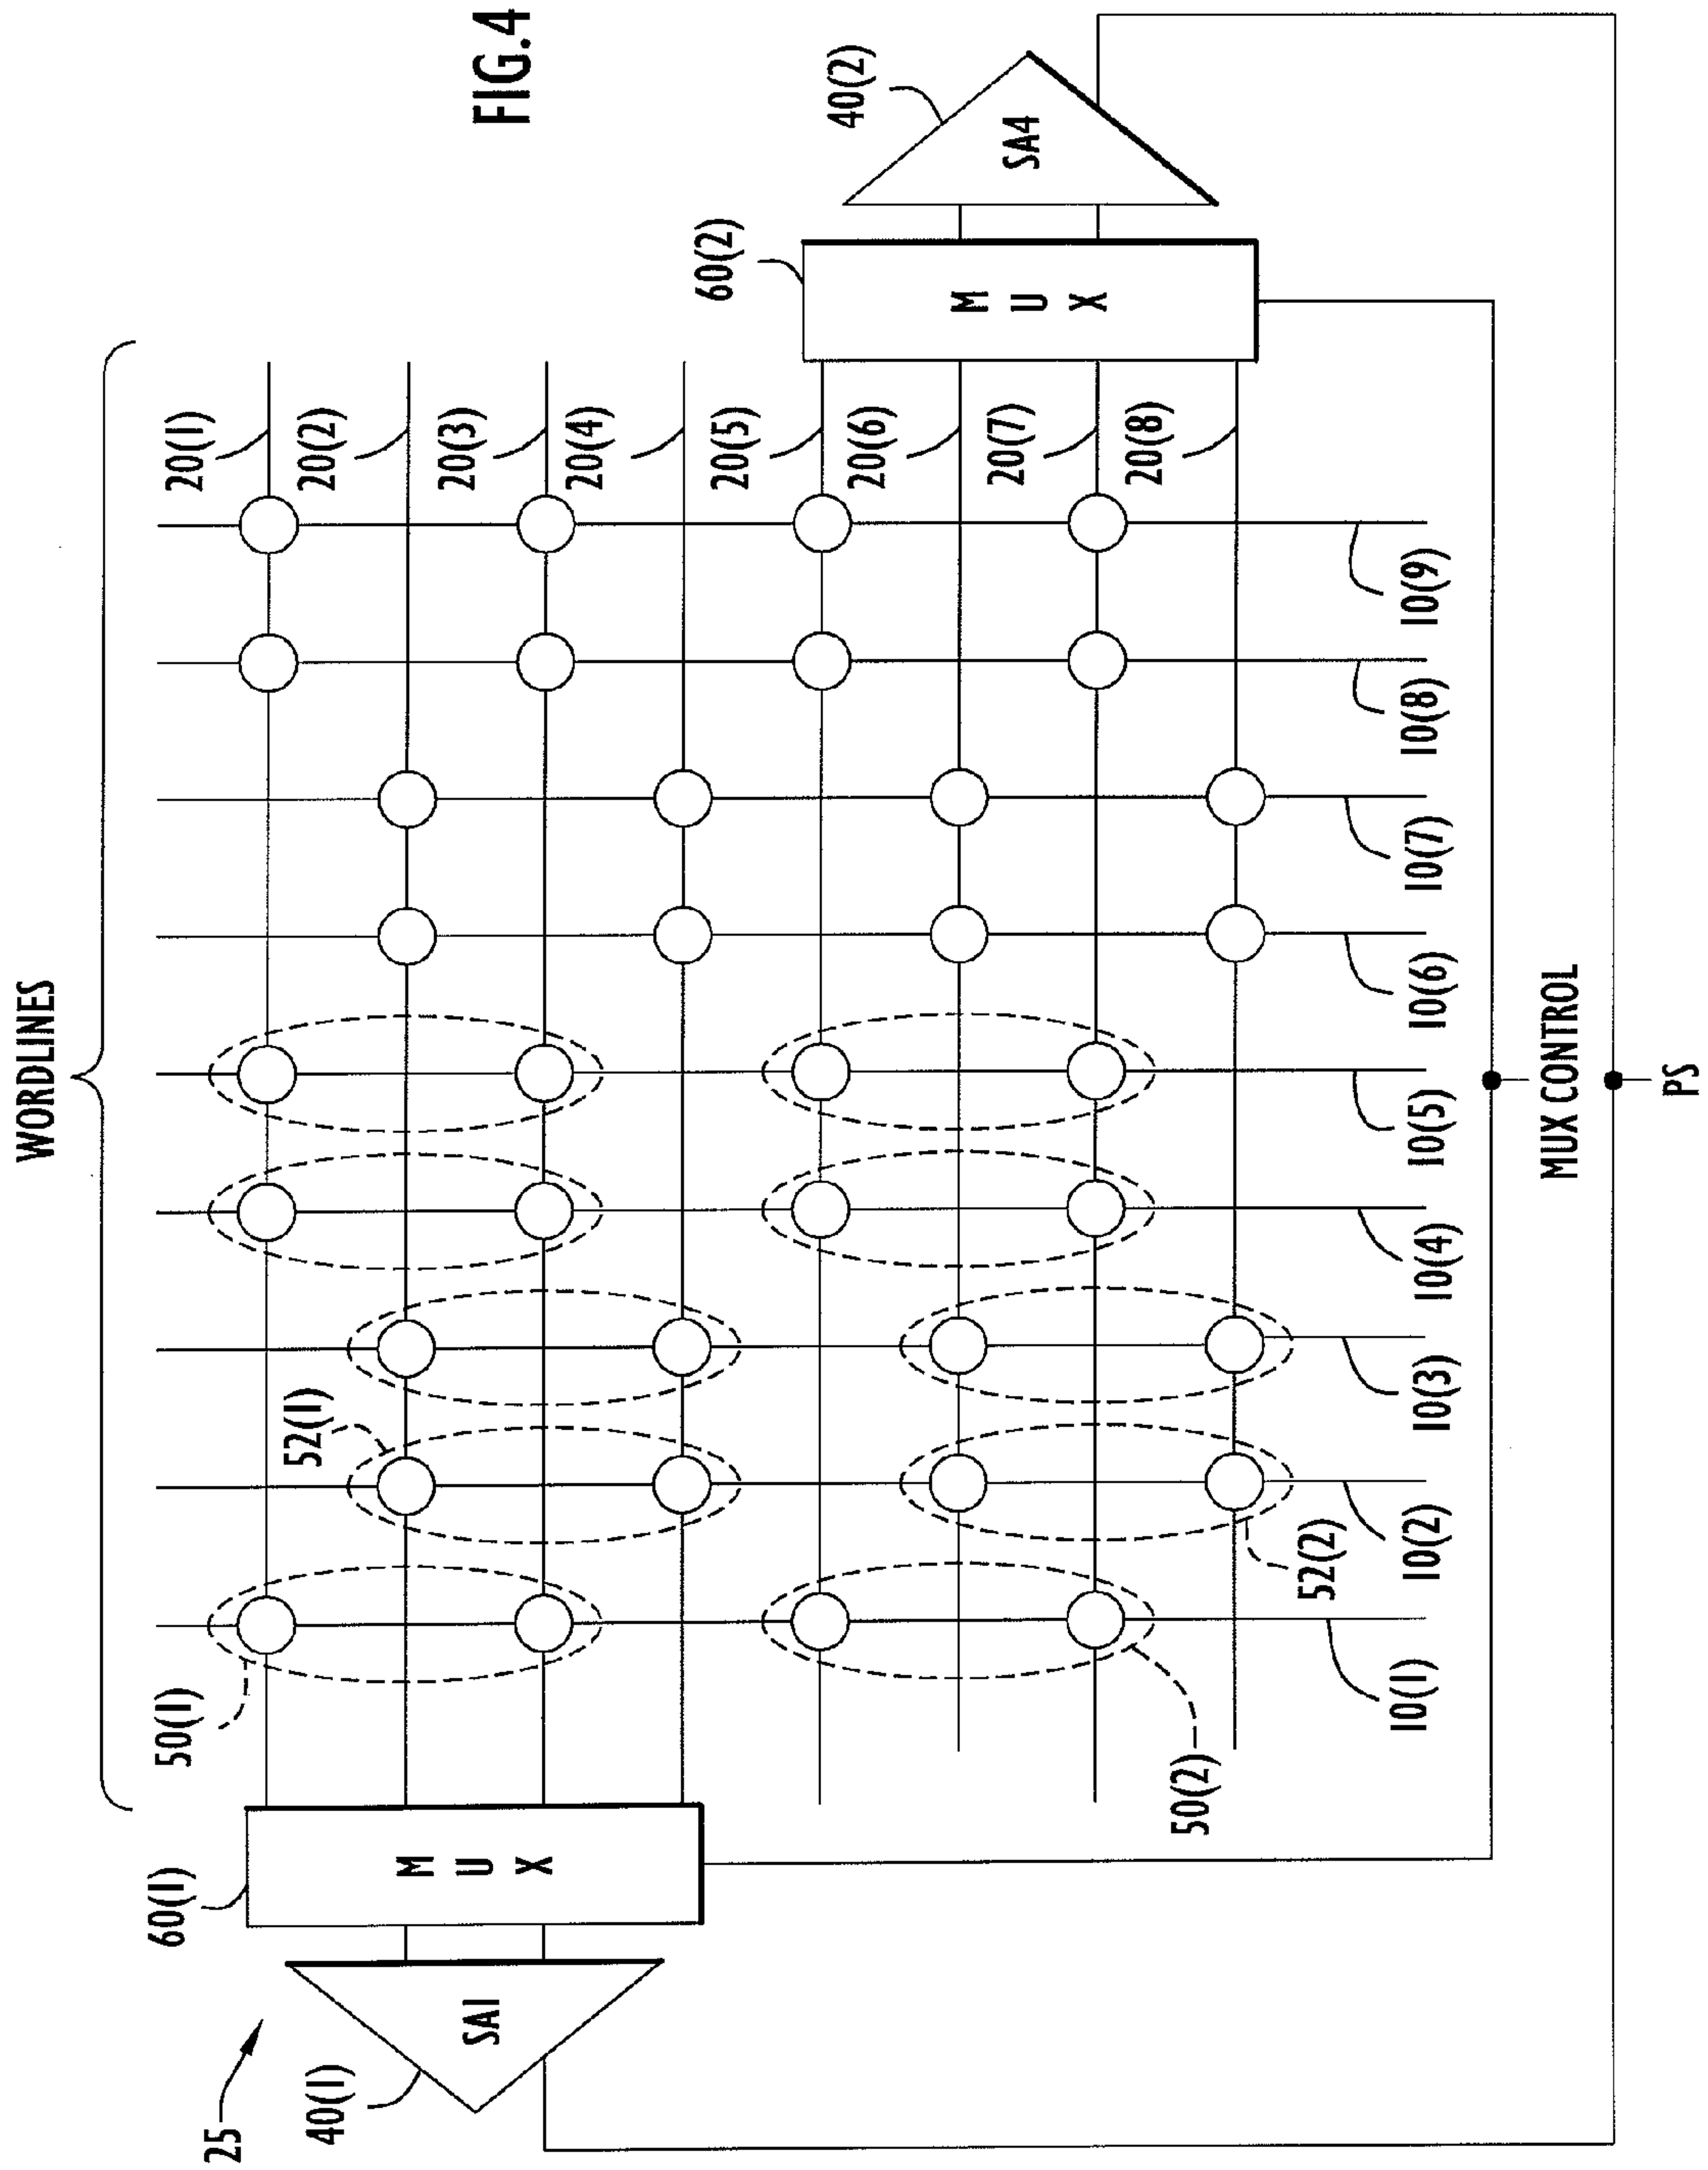 FIG.4
WORDLINES
25
40(1)
SA1
60(1)
M
U
X
50(1)
52(1)
50(2)
52(2)
20(1)
20(2)
20(3)
20(4)
20(5)
20(6)
20(7)
20(8)
60(2)
M
U
X
40(2)
SA4
10(1)
10(2)
10(3)
10(4)
10(5)
10(6)
10(7)
10(8)
10(9)
MUX CONTROL
PS